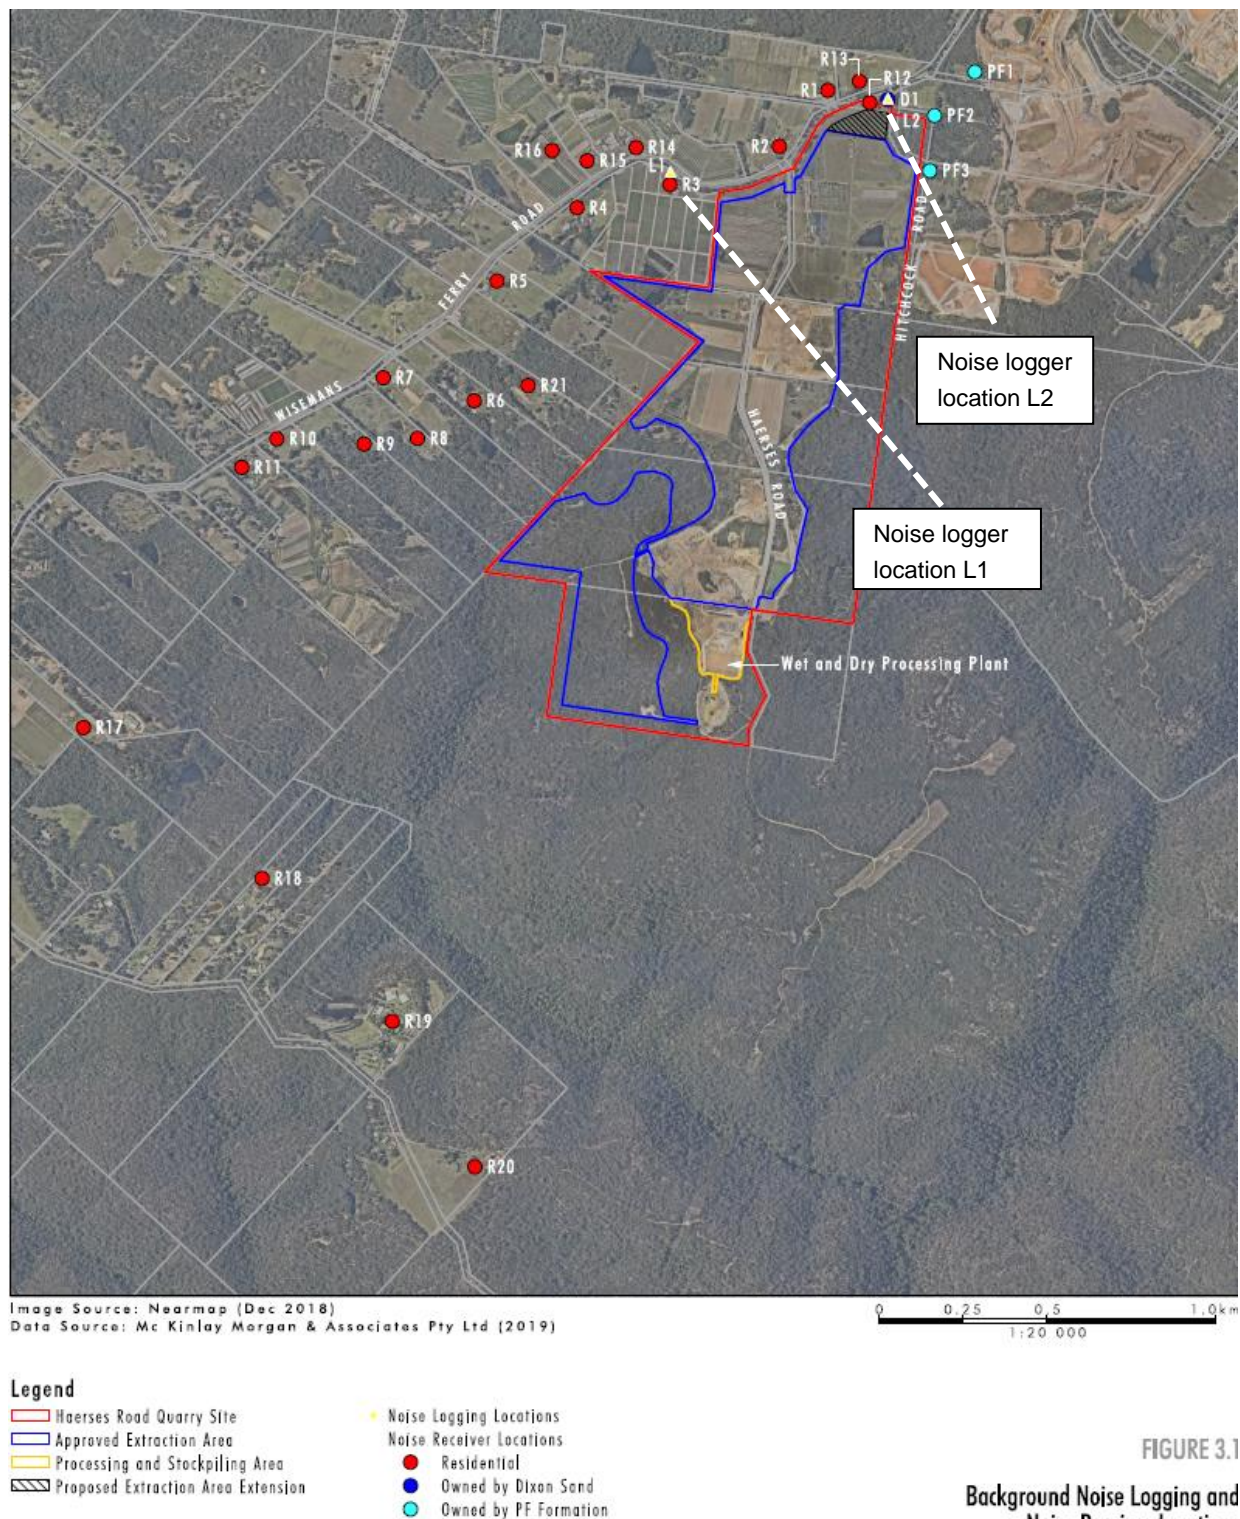 R13
PF1
R1
R12
D1
L2
PF2
R2
R16
R14
R15
L1
R3
PF3
R4
ROAD
ROAD
R5
FERRY
HITCHCOCK
Noise logger
location L2
R7
R21
R6
WISEMANS
HAERSES ROAD
R10
R9
R8
R11
Noise logger
location L1
Wet and Dry Processing Plant
R17
R18
R19
R20
Image Source: Nearmap (Dec 2018)
Data Source: Mc Kinlay Morgan & Associates Pty Ltd (2019)
0 0.25 0.5 1.0km
1:20 000
Legend
Haerses Road Quarry Site
Approved Extraction Area
Processing and Stockpiling Area
Proposed Extraction Area Extension
Noise Logging Locations
Noise Receiver Locations
Residential
Owned by Dixon Sand
Owned by PF Formation
FIGURE 3.1
Background Noise Logging and